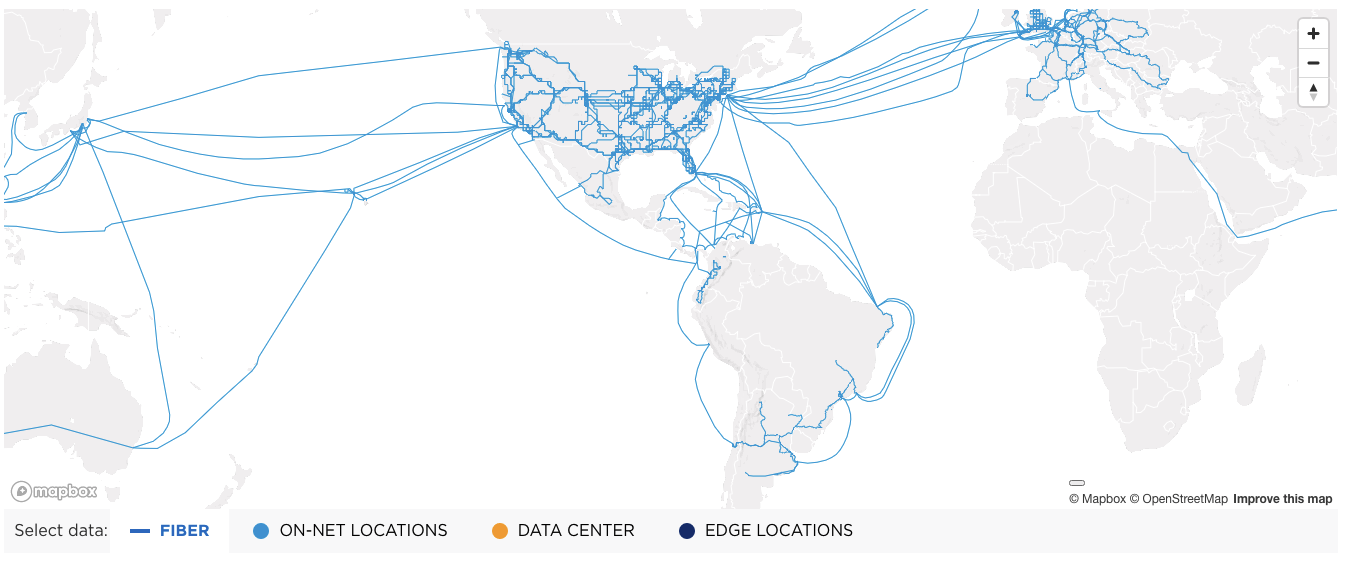 +
mapbox
© Mapbox © OpenStreetMap Improve this map
Select data: FIBER ON-NET LOCATIONS DATA CENTER EDGE LOCATIONS